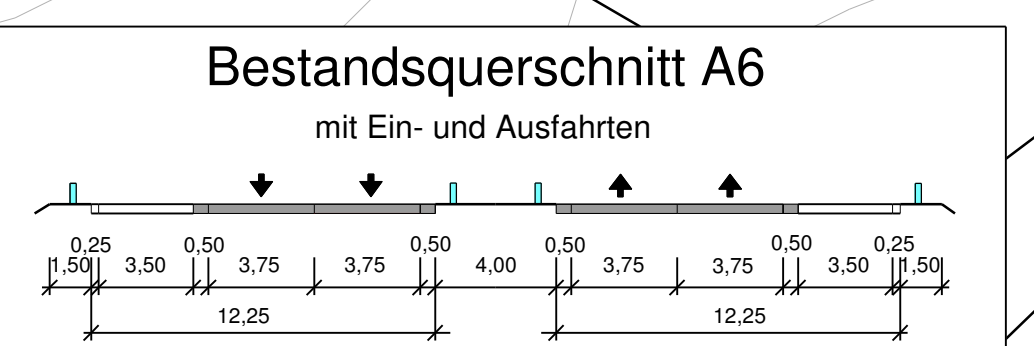 Bestandsquerschnitt A6
mit Ein- und Ausfahrten
0,25 0,50 0,50 0,50 0,50 0,25
1,50 3,50 3,75 3,75 4,00 3,75 3,75 3,50 1,50
12,25 12,25